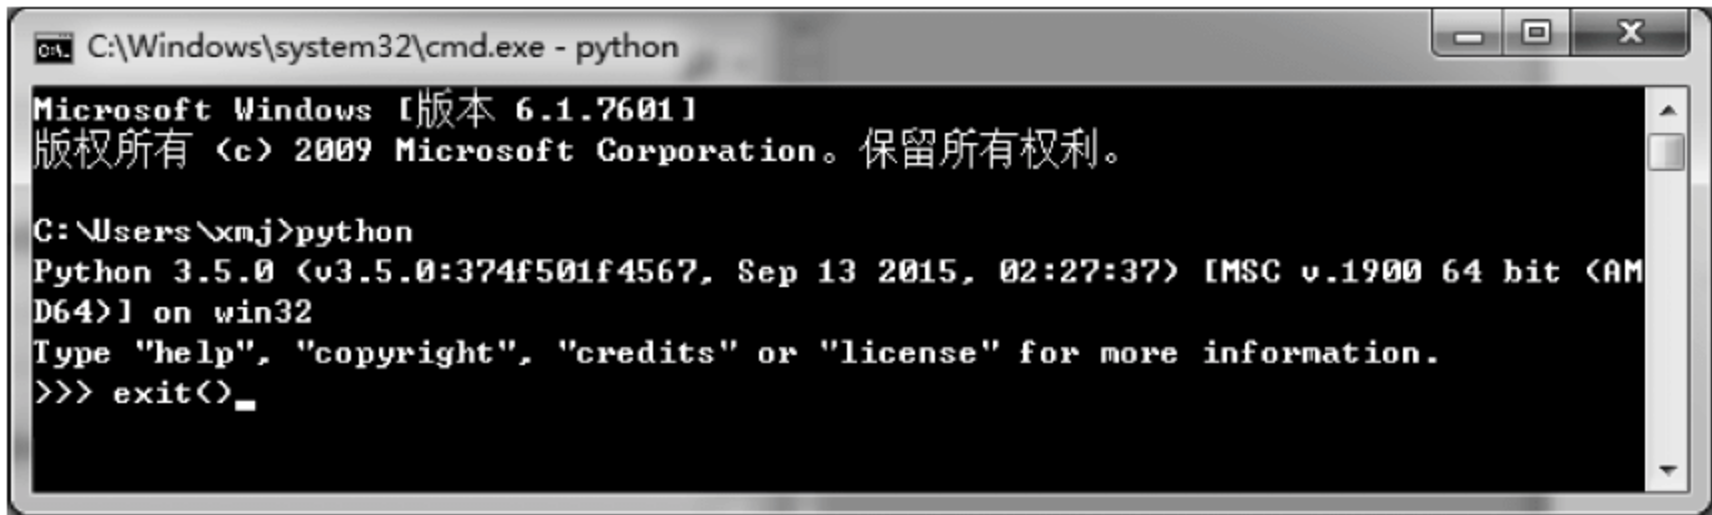 C:\Windows\system32\cmd.exe - python
Microsoft Windows [版本 6.1.7601]
版权所有 (c) 2009 Microsoft Corporation。保留所有权利。
C:\Users\xmj>python
Python 3.5.0 (v3.5.0:374f501f4567, Sep 13 2015, 02:27:37) [MSC v.1900 64 bit (AM
D64)] on win32
Type "help", "copyright", "credits" or "license" for more information.
>>> exit()